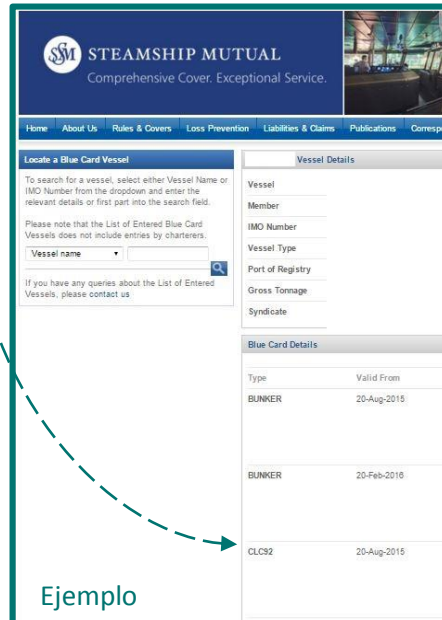 SSM STEAMSHIP MUTUAL
Comprehensive Cover. Exceptional Service.
Home About Us Rules & Covers Loss Prevention Liabilities & Claims Publications
Locate a Blue Card Vessel
To search for a vessel, select either Vessel Name or
IMO Number from the dropdown and enter the
relevant details or first part into the search field.
Please note that the List of Entered Blue Card
Vessels does not include entries by charterers.
Vessel name
If you have any queries about the List of Entered
Vessels, please contact us
Vessel Details
Vessel
Member
IMO Number
Vessel Type
Port of Registry
Gross Tonnage
Syndicate
Blue Card Details
Type Valid From
BUNKER 20-Aug-2015
BUNKER 20-Feb-2016
CLC92 20-Aug-2015
Ejemplo